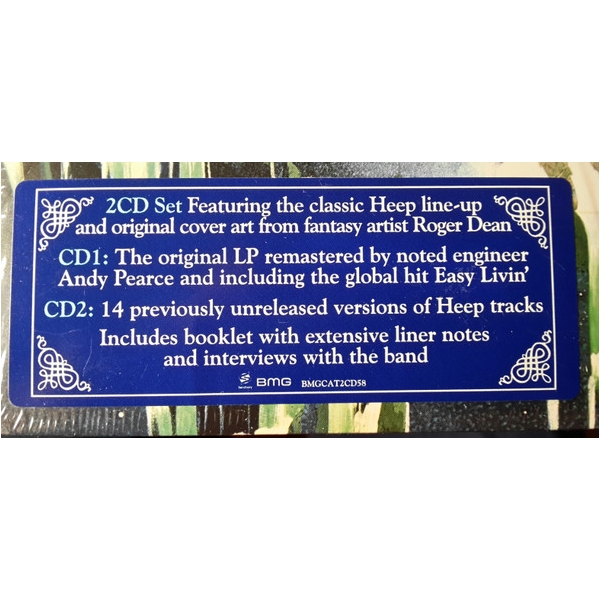 2CD Set Featuring the classic Heep line-up
and original cover art from fantasy artist Roger Dean
CD1: The original LP remastered by noted engineer
Andy Pearce and including the global hit Easy Livin'
CD2: 14 previously unreleased versions of Heep tracks
Includes booklet with extensive liner notes
and interviews with the band
BMG BMGCAT2CD58